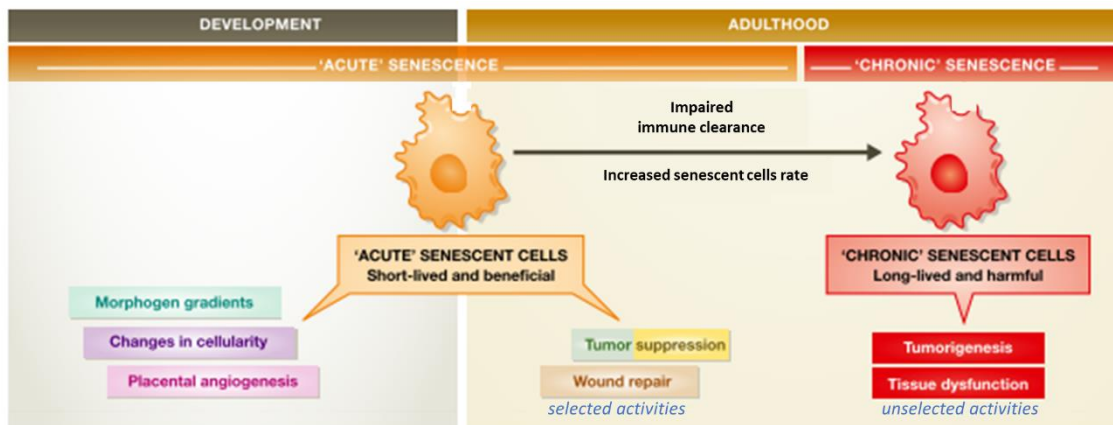 DEVELOPMENT
ADULTHOOD
'ACUTE' SENESCENCE
'CHRONIC' SENESCENCE
Impaired
immune clearance
Increased senescent cells rate
'ACUTE' SENESCENT CELLS
Short-lived and beneficial
'CHRONIC' SENESCENT CELLS
Long-lived and harmful
Morphogen gradients
Changes in cellularity
Placental angiogenesis
Tumor suppression
Wound repair
selected activities
Tumorigenesis
Tissue dysfunction
unselected activities